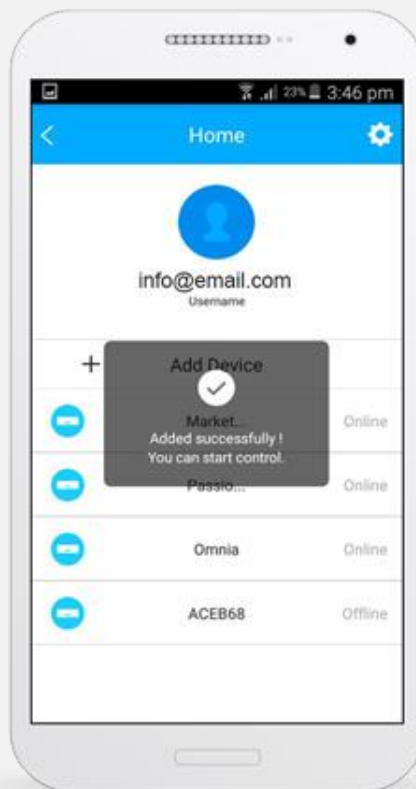 23% 3:46 pm
Home
info@email.com
Username
+ Add Device
Market... Online
Added successfully !
You can start control.
Passio... Online
Omnia Online
ACEB68 Offline